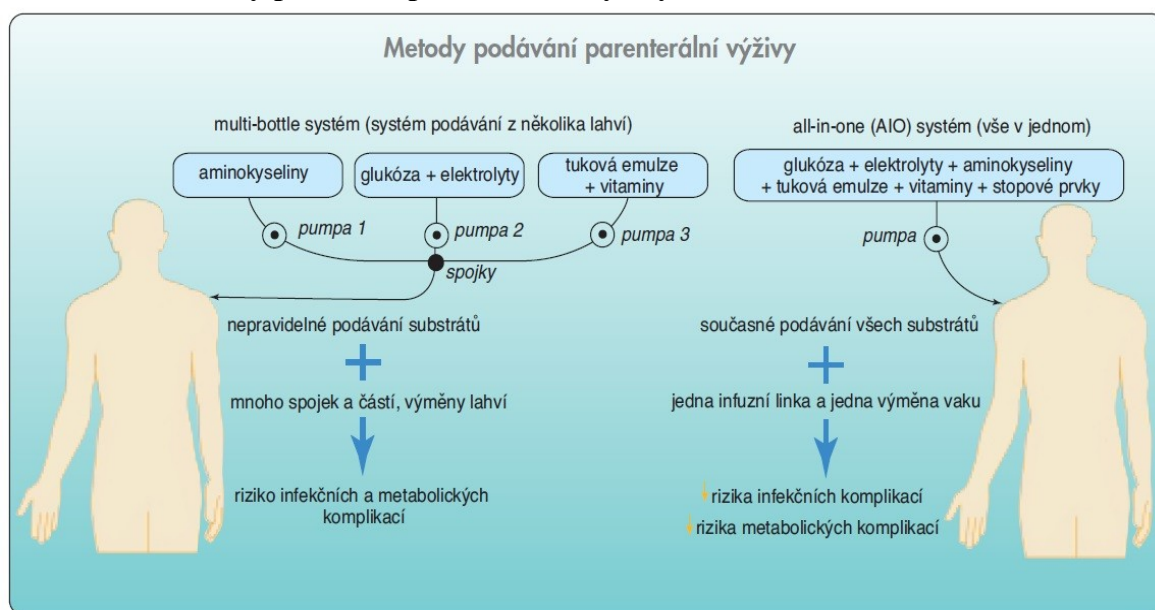 Metody podávání parenterální výživy
multi-bottle systém (systém podávání z několika lahví)
aminokyseliny
glukóza + elektrolyty
tuková emulze
+ vitaminy
pumpa 1
pumpa 2
pumpa 3
spojky
nepravidelné podávání substrátů
+
mnoho spojek a částí, výměny lahví
riziko infekčních a metabolických
komplikací
all-in-one (AIO) systém (vše v jednom)
glukóza + elektrolyty + aminokyseliny
+ tuková emulze + vitaminy + stopové prvky
pumpa
současné podávání všech substrátů
+
jedna infuzní linka a jedna výměna vaku
↓rizika infekčních komplikací
↓rizika metabolických komplikací